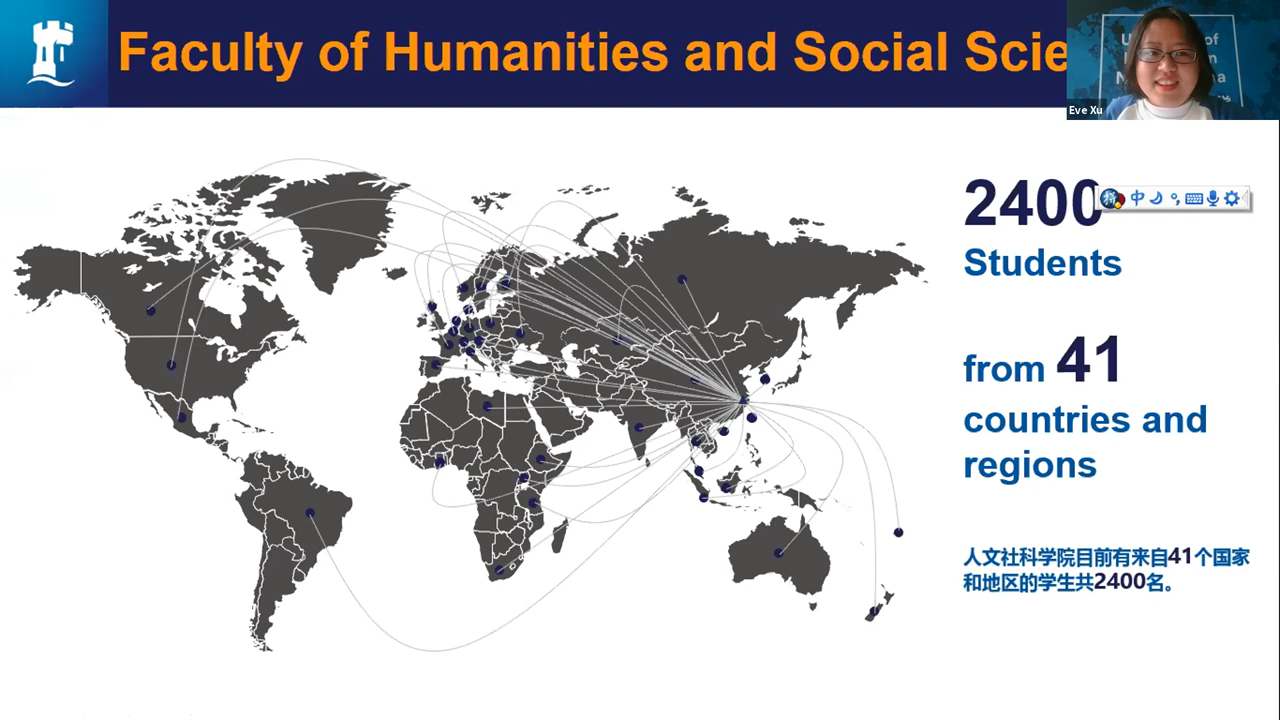 Faculty of Humanities and Social Scie
Eve Xu
2400
中
Students
from 41
countries and
regions
人文社科学院目前有来自41个国家
和地区的学生共2400名。